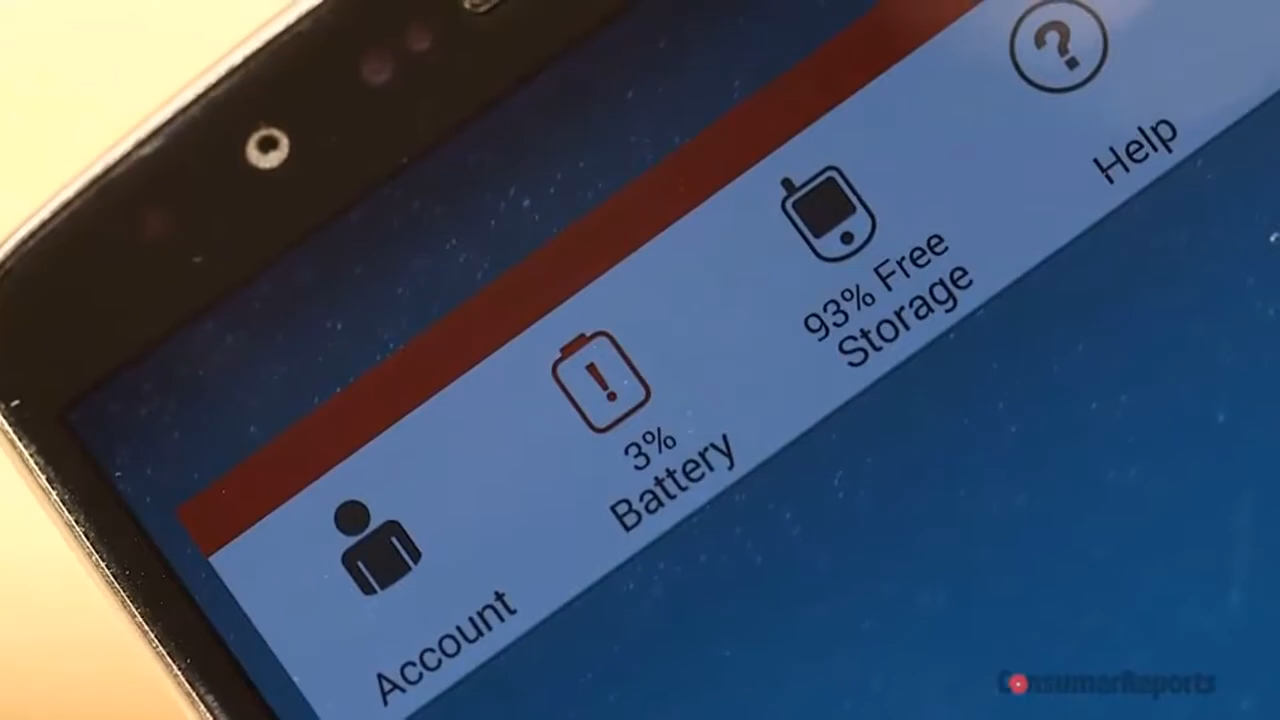 ?
Help
93% Free
Storage
!
3%
Battery
Account
ConsumerReports